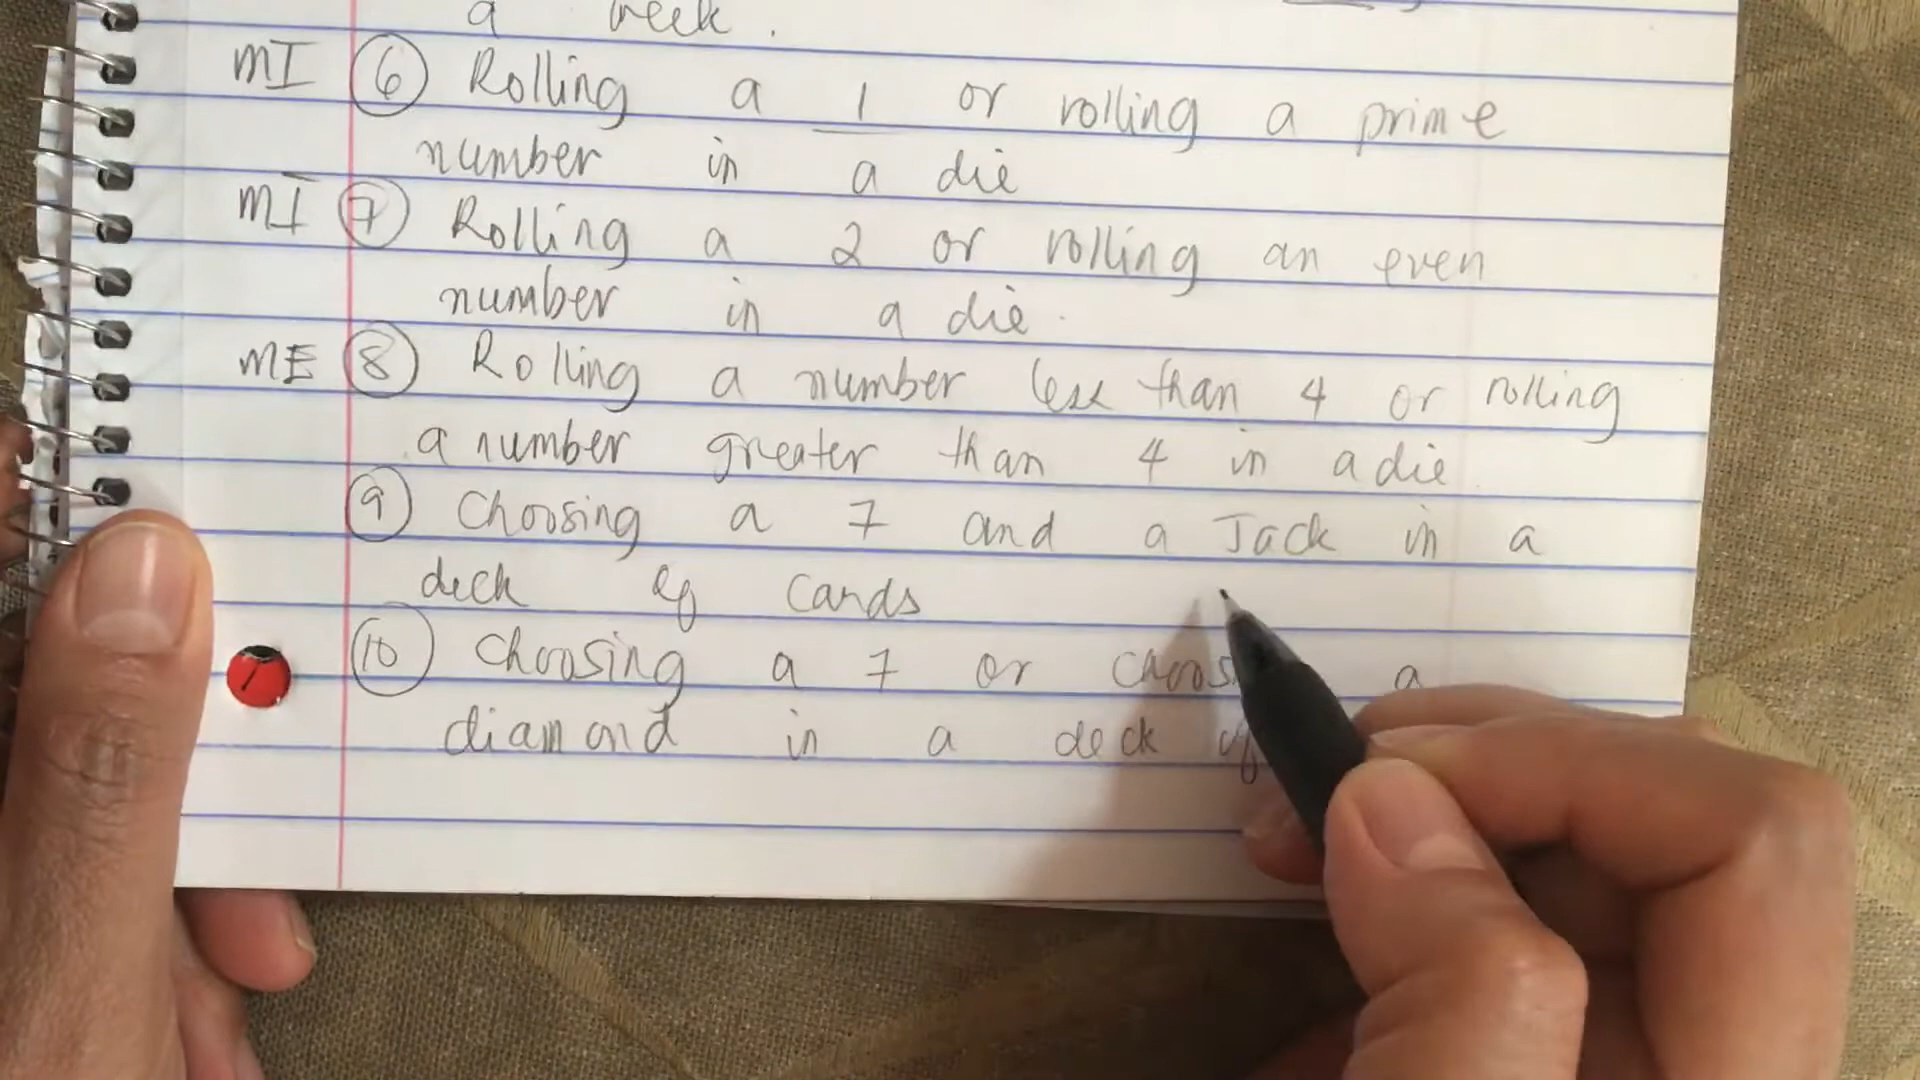 a week.
MI ⑥ Rolling a 1 or rolling a prime
number in a die
MI ⑦ Rolling a 2 or rolling an even
number in a die.
ME ⑧ Rolling a number less than 4 or rolling
a number greater than 4 in a die
⑨ Choosing a 7 and a Jack in a
deck of cards
⑩ Choosing a 7 or a
diamond in a deck of